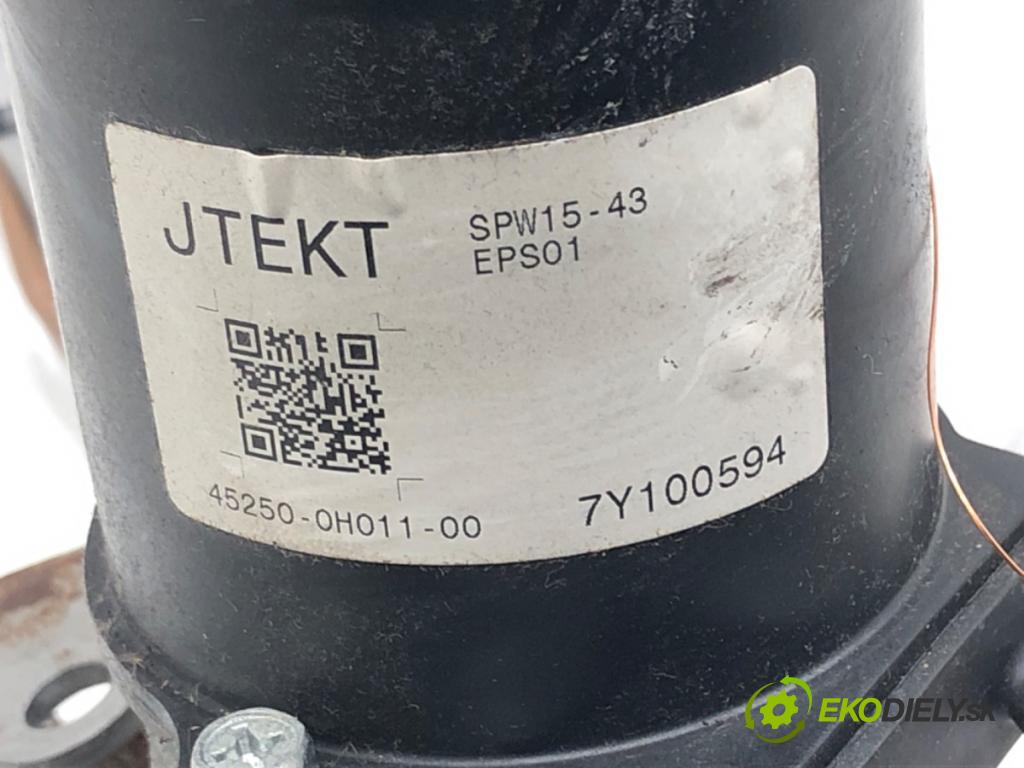 JTEKT
SPW15-43
EPS01
45250-0H011-00
7Y100594
EKODIELY.sk